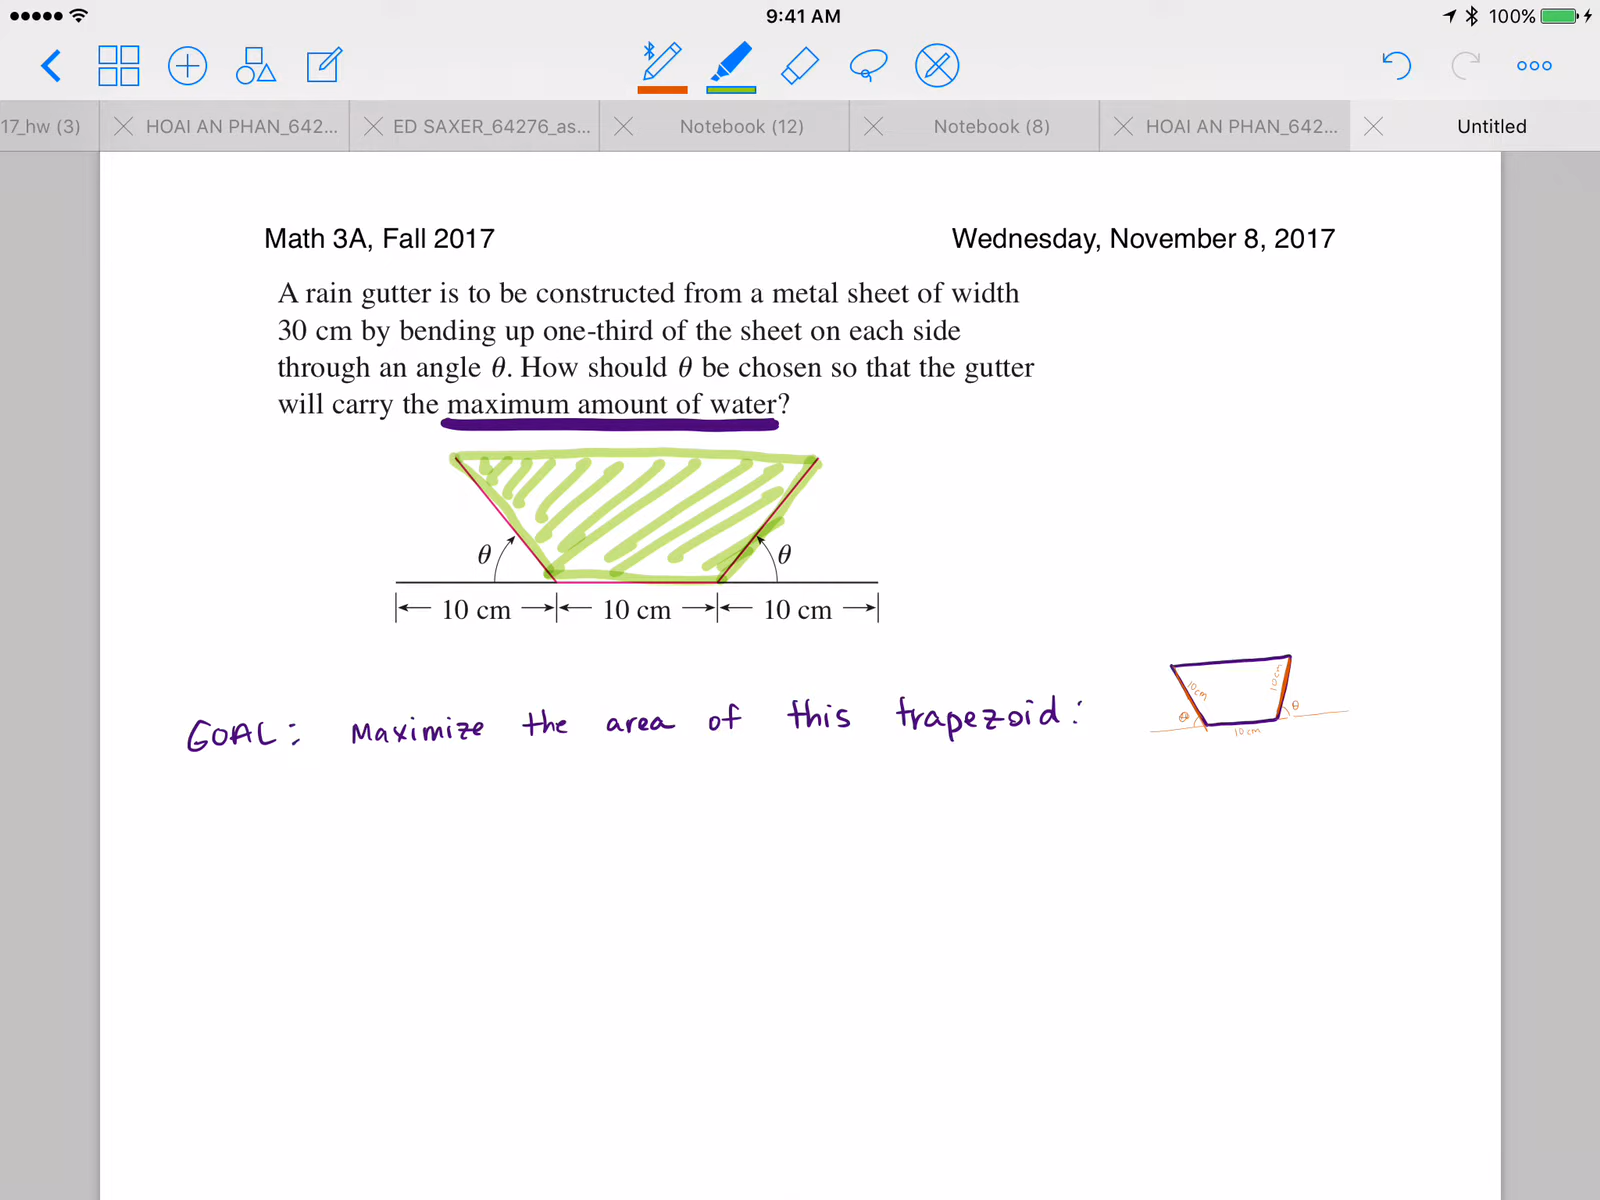 9:41 AM
100%
17_hw (3)
HOAI AN PHAN_642...
ED SAXER_64276_as...
Notebook (12)
Notebook (8)
HOAI AN PHAN_642...
Untitled
Math 3A, Fall 2017
Wednesday, November 8, 2017
A rain gutter is to be constructed from a metal sheet of width
30 cm by bending up one-third of the sheet on each side
through an angle θ. How should θ be chosen so that the gutter
will carry the maximum amount of water?
θ θ
10 cm 10 cm 10 cm
GOAL: Maximize the area of this trapezoid:
10cm 10cm
θ θ
10cm